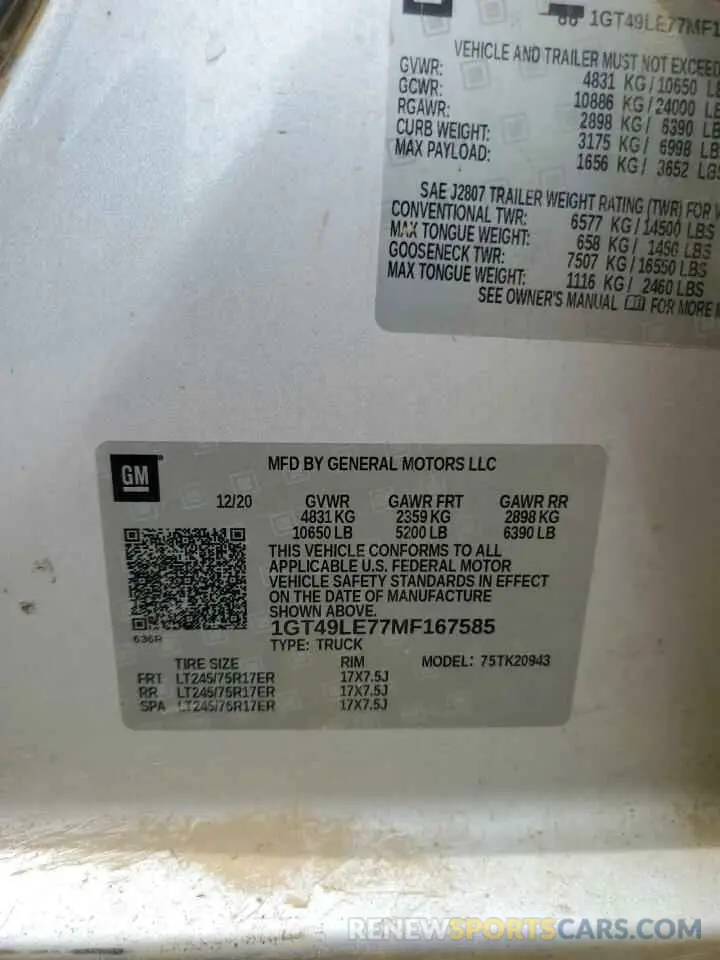 GM
1GT49LE77MF1
VEHICLE AND TRAILER MUST NOT EXCEED
GVWR: 4831 KG/10650 LB
GCWR: 10886 KG/24000 LB
RGAWR: 2898 KG/ 6390 LB
CURB WEIGHT: 3175 KG/ 6998 LBS
MAX PAYLOAD: 1656 KG/ 3652 LBS
SAE J2807 TRAILER WEIGHT RATING (TWR) FOR
CONVENTIONAL TWR: 6577 KG/14500 LBS
MAX TONGUE WEIGHT: 658 KG/ 1450 LBS
GOOSENECK TWR: 7507 KG/16550 LBS
MAX TONGUE WEIGHT: 1116 KG/ 2460 LBS
SEE OWNER'S MANUAL FOR MORE
GM
MFD BY GENERAL MOTORS LLC
12/20 GVWR GAWR FRT GAWR RR
4831 KG 2359 KG 2898 KG
10650 LB 5200 LB 6390 LB
THIS VEHICLE CONFORMS TO ALL
APPLICABLE U.S. FEDERAL MOTOR
VEHICLE SAFETY STANDARDS IN EFFECT
ON THE DATE OF MANUFACTURE
SHOWN ABOVE.
636R
1GT49LE77MF167585
TYPE: TRUCK
TIRE SIZE RIM MODEL: 75TK20943
FRT LT245/75R17ER 17X7.5J
RR LT245/75R17ER 17X7.5J
SPA LT245/75R17ER 17X7.5J
RENEWSPORTSCARS.COM